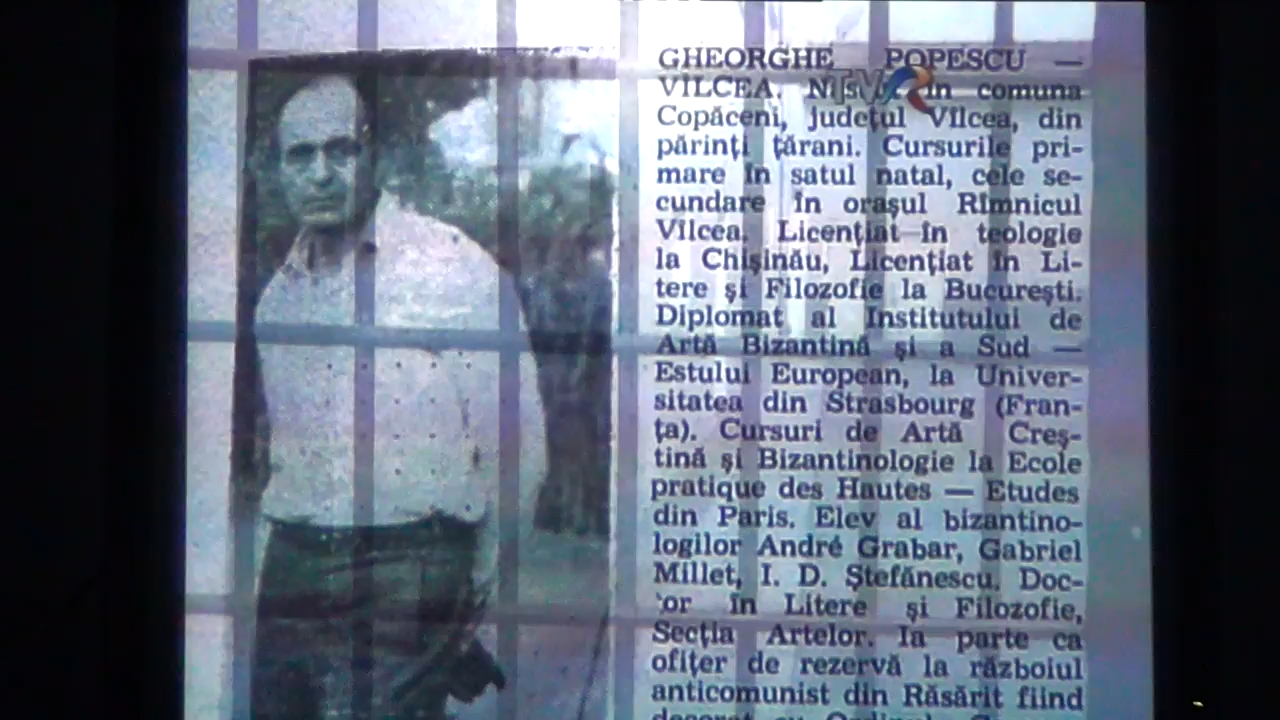 GHEORGHE POPESCU —
VÎLCEA. in comuna
TVR
Copăceni, județul Vîlcea, din
părinți țărani. Cursurile pri-
mare în satul natal, cele se-
cundare în orașul Rîmnicul
Vîlcea. Licențiat în teologie
la Chișinău, Licențiat în Li-
tere și Filozofie la București.
Diplomat al Institutului de
Artă Bizantină și a Sud —
Estului European, la Univer-
sitatea din Strasbourg (Fran-
ța). Cursuri de Artă Creș-
tină și Bizantinologie la Ecole
pratique des Hautes — Etudes
din Paris. Elev al bizantino-
logilor André Grabar, Gabriel
Millet, I. D. Ștefănescu. Doc-
tor în Litere și Filozofie,
Secția Artelor. Ia parte ca
ofițer de rezervă la războiul
anticomunist din Răsărit fiind